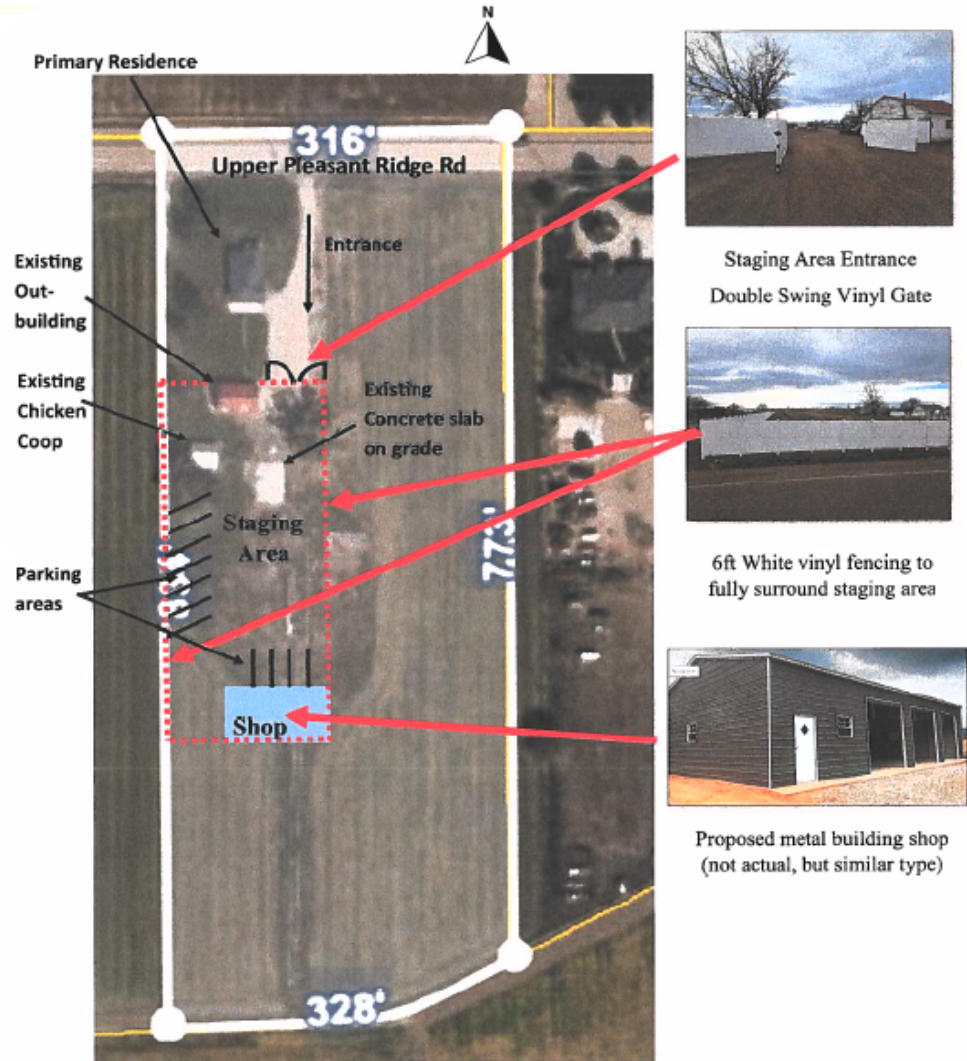 N
Primary Residence
316'
Upper Pleasant Ridge Rd
Entrance
Existing
Out-
building
Existing
Chicken
Coop
Existing
Concrete slab
on grade
Staging
Area
773'
Parking
areas
Shop
328'
Staging Area Entrance
Double Swing Vinyl Gate
6ft White vinyl fencing to
fully surround staging area
Proposed metal building shop
(not actual, but similar type)